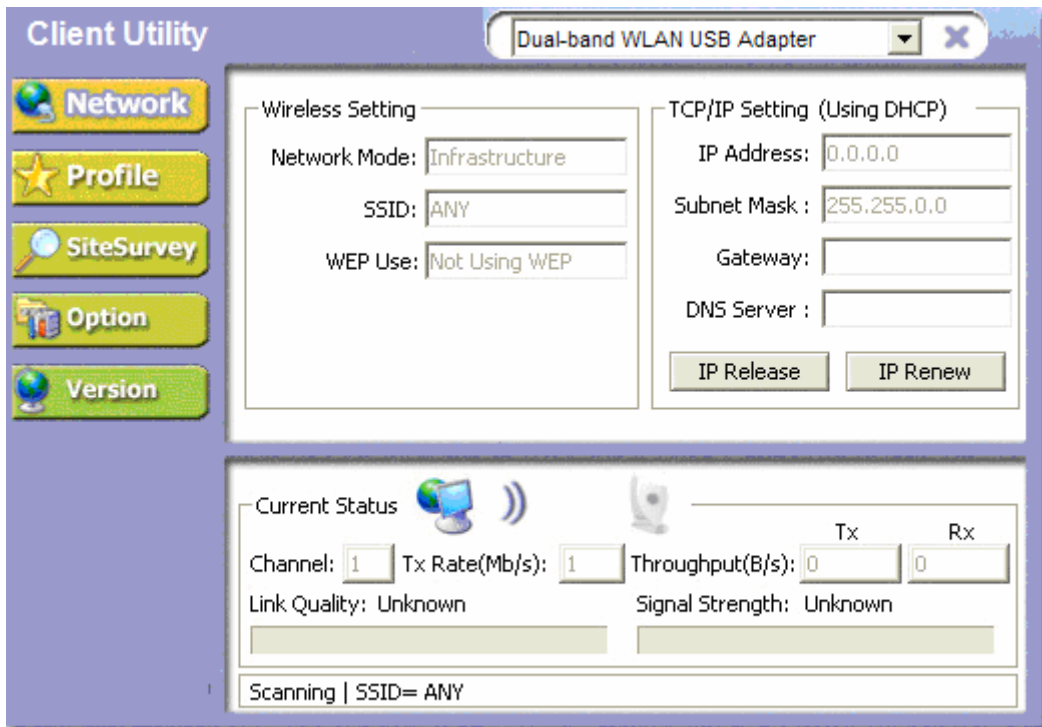 Client Utility
Dual-band WLAN USB Adapter
Network
Profile
SiteSurvey
Option
Version
Wireless Setting
Network Mode: Infrastructure
SSID: ANY
WEP Use: Not Using WEP
TCP/IP Setting (Using DHCP)
IP Address: 0.0.0.0
Subnet Mask : 255.255.0.0
Gateway:
DNS Server :
IP Release IP Renew
Current Status
Tx Rx
Channel: 1 Tx Rate(Mb/s): 1 Throughput(B/s): 0 0
Link Quality: Unknown Signal Strength: Unknown
Scanning | SSID= ANY